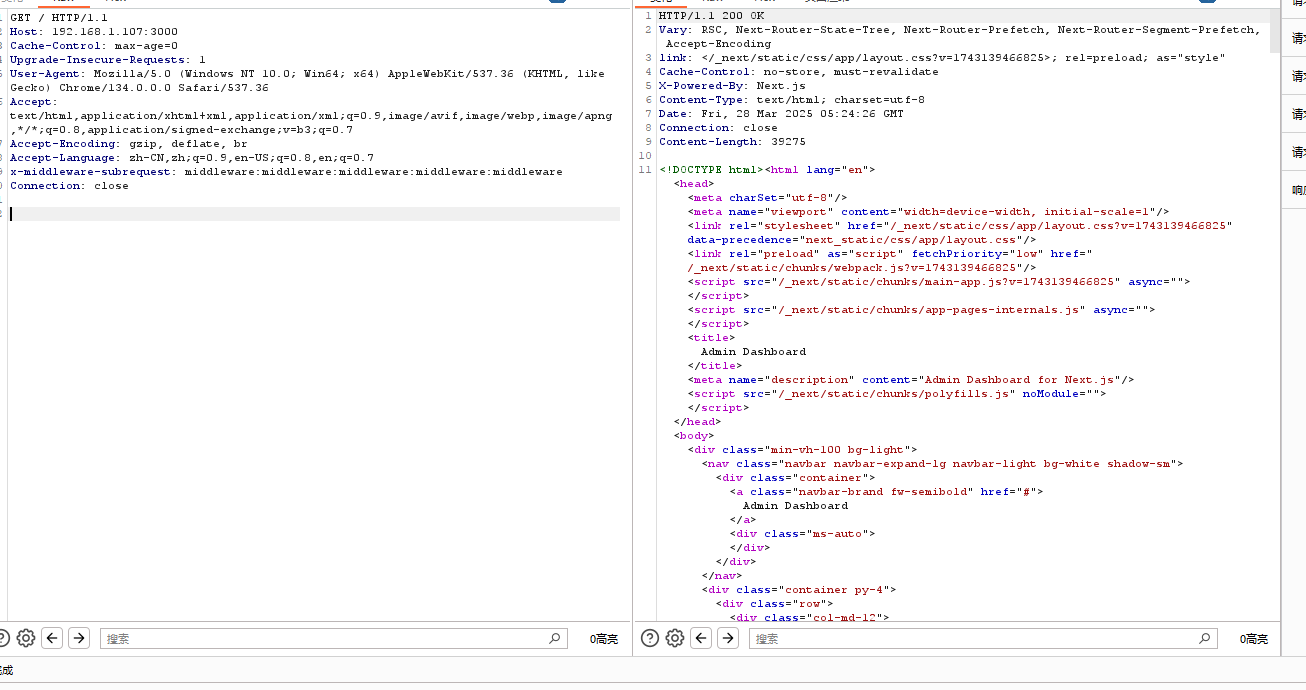 GET / HTTP/1.1
Host: 192.168.1.107:3000
Cache-Control: max-age=0
Upgrade-Insecure-Requests: 1
User-Agent: Mozilla/5.0 (Windows NT 10.0; Win64; x64) AppleWebKit/537.36 (KHTML, like
Gecko) Chrome/134.0.0.0 Safari/537.36
Accept:
text/html,application/xhtml+xml,application/xml;q=0.9,image/avif,image/webp,image/apng
,*/*;q=0.8,application/signed-exchange;v=b3;q=0.7
Accept-Encoding: gzip, deflate, br
Accept-Language: zh-CN,zh;q=0.9,en-US;q=0.8,en;q=0.7
x-middleware-subrequest: middleware:middleware:middleware:middleware:middleware
Connection: close
搜索
0高亮
1 HTTP/1.1 200 OK
2 Vary: RSC, Next-Router-State-Tree, Next-Router-Prefetch, Next-Router-Segment-Prefetch,
Accept-Encoding
3 link: </_next/static/css/app/layout.css?v=1743139466825>; rel=preload; as="style"
4 Cache-Control: no-store, must-revalidate
5 X-Powered-By: Next.js
6 Content-Type: text/html; charset=utf-8
7 Date: Fri, 28 Mar 2025 05:24:26 GMT
8 Connection: close
9 Content-Length: 39275
10
11 <!DOCTYPE html><html lang="en">
<head>
<meta charSet="utf-8"/>
<meta name="viewport" content="width=device-width, initial-scale=1"/>
<link rel="stylesheet" href="/_next/static/css/app/layout.css?v=1743139466825"
data-precedence="next_static/css/app/layout.css"/>
<link rel="preload" as="script" fetchPriority="low" href="
/_next/static/chunks/webpack.js?v=1743139466825"/>
<script src="/_next/static/chunks/main-app.js?v=1743139466825" async="">
</script>
<script src="/_next/static/chunks/app-pages-internals.js" async="">
</script>
<title>
Admin Dashboard
</title>
<meta name="description" content="Admin Dashboard for Next.js"/>
<script src="/_next/static/chunks/polyfills.js" noModule="">
</script>
</head>
<body>
<div class="min-vh-100 bg-light">
<nav class="navbar navbar-expand-lg navbar-light bg-white shadow-sm">
<div class="container">
<a class="navbar-brand fw-semibold" href="#">
Admin Dashboard
</a>
<div class="ms-auto">
</div>
</div>
</nav>
<div class="container py-4">
<div class="row">
<div class="col-md-12">
搜索
0高亮